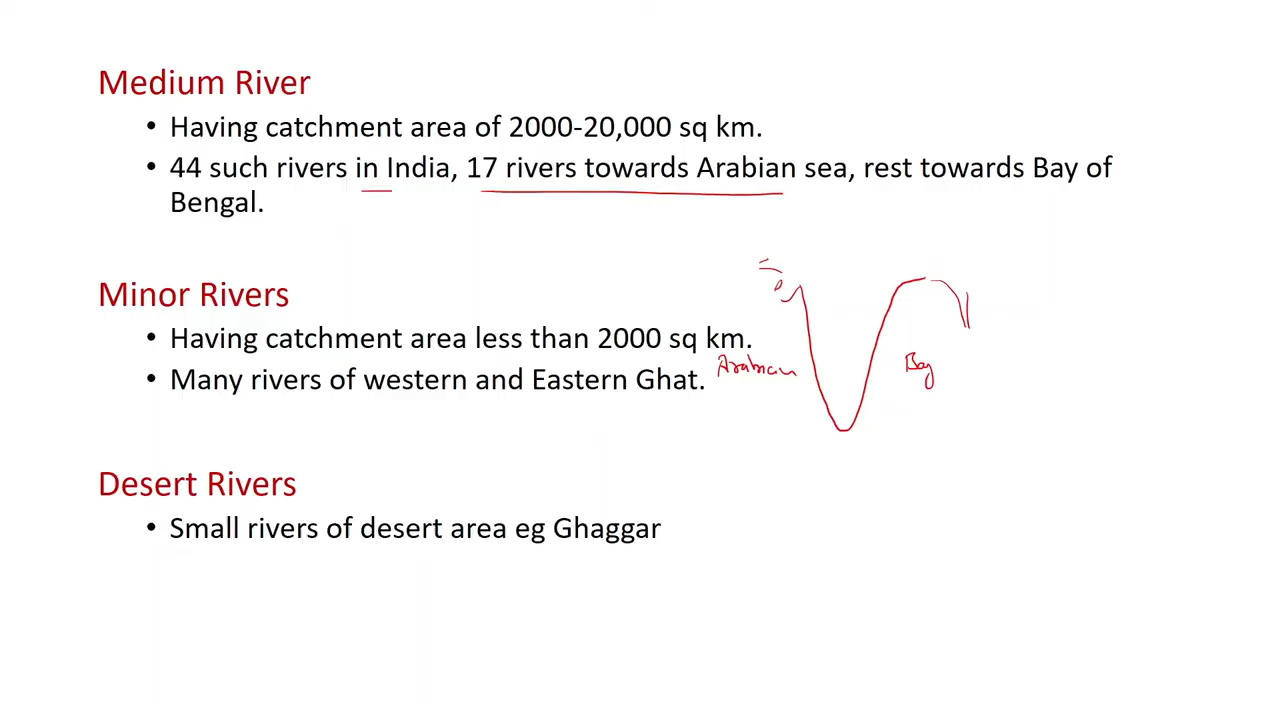 Medium River
• Having catchment area of 2000-20,000 sq km.
• 44 such rivers in India, 17 rivers towards Arabian sea, rest towards Bay of
Bengal.
Minor Rivers
• Having catchment area less than 2000 sq km.
Arabian
Bay
• Many rivers of western and Eastern Ghat.
Desert Rivers
• Small rivers of desert area eg Ghaggar